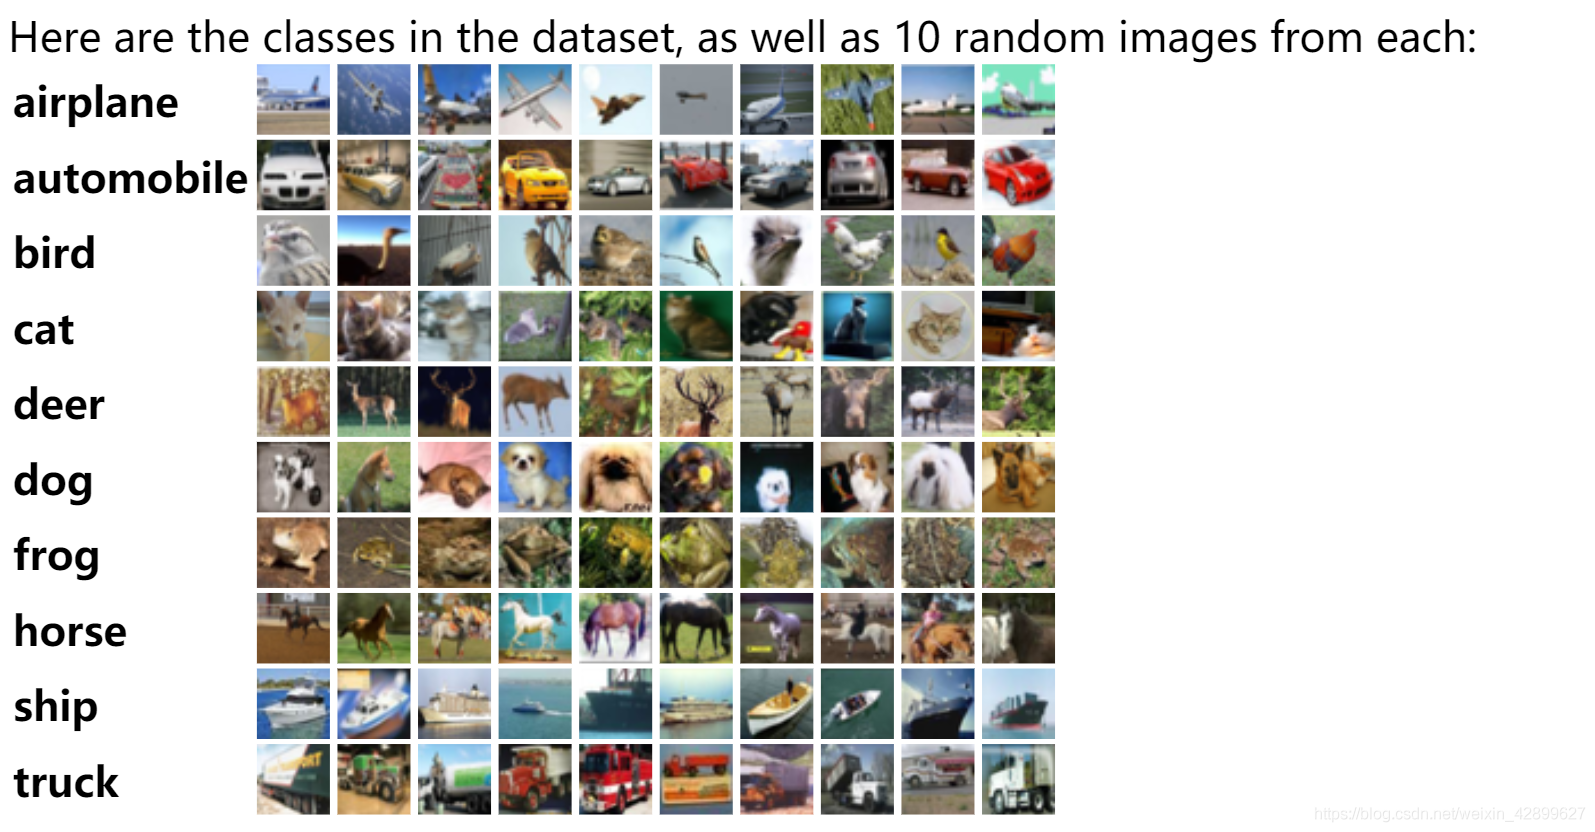 Here are the classes in the dataset, as well as 10 random images from each:
airplane
automobile
bird
cat
deer
dog
frog
horse
ship
truck
https://blog.csdn.net/weixin_42899627